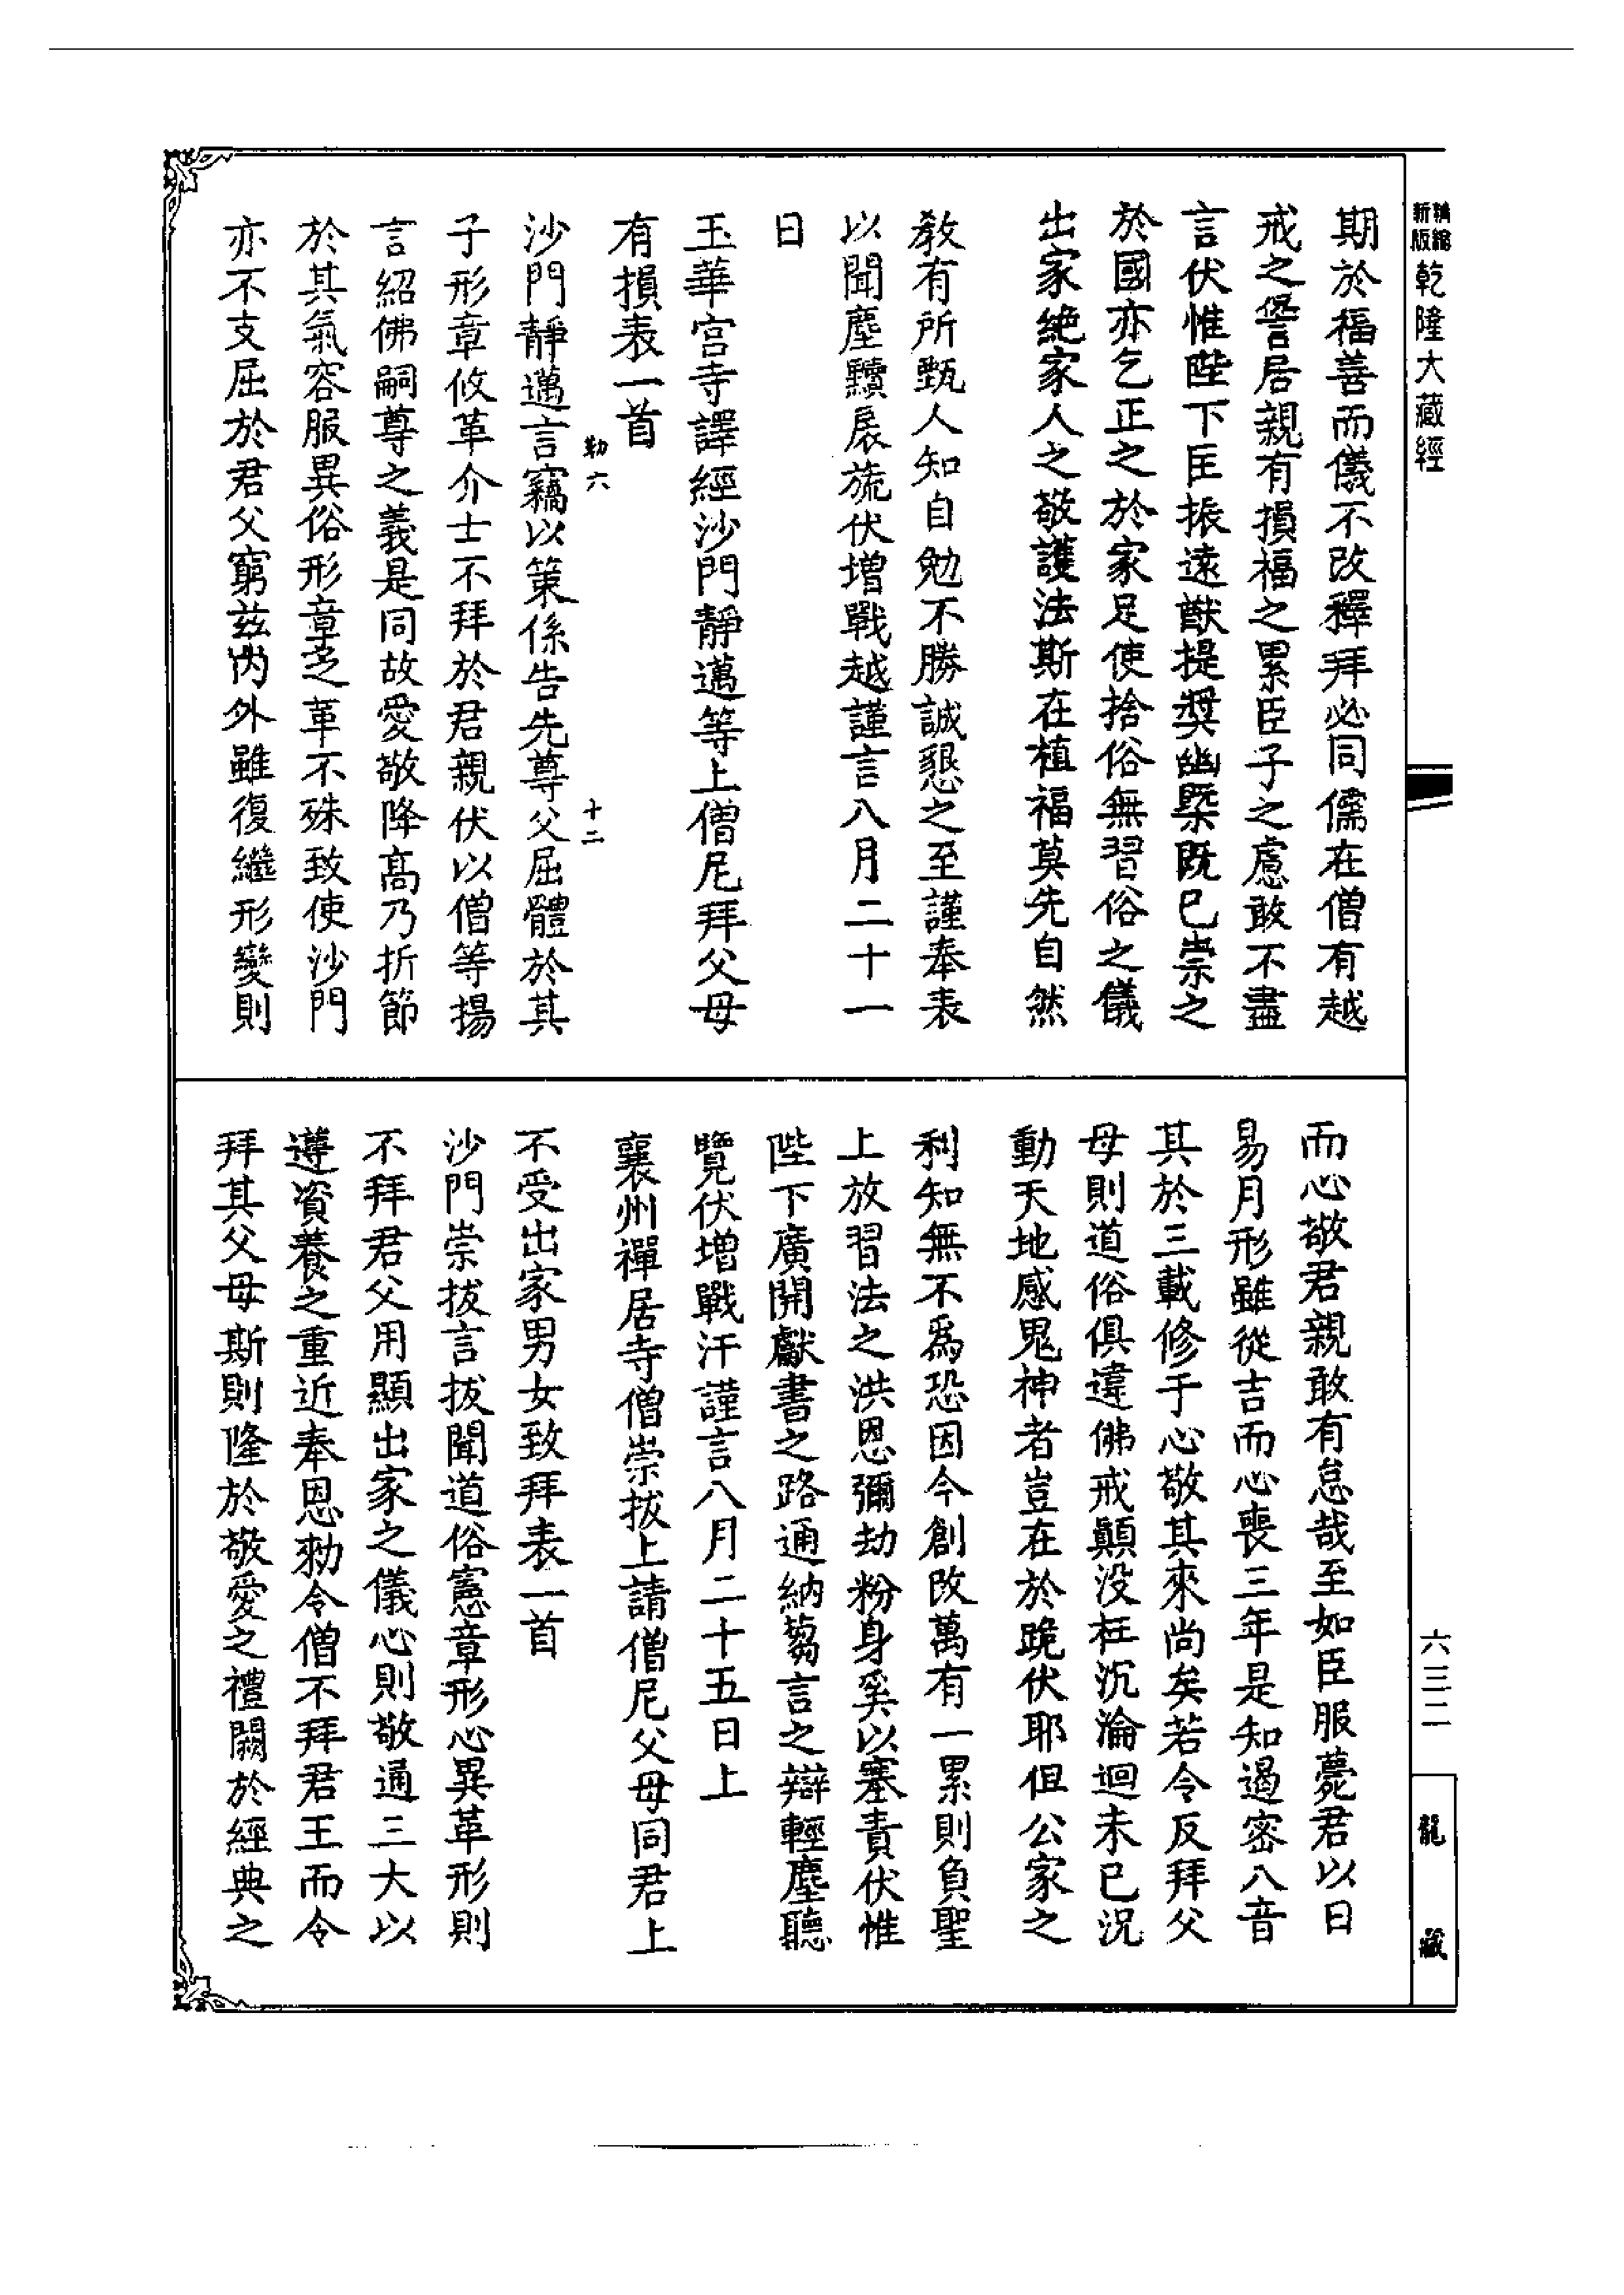 精縮新版乾隆大藏經
期於福善而儀不改釋拜必同儒在僧有越
戒之譽居親有損福之累臣子之慮敢不盡
言伏惟陛下匡振遠猷提獎幽槩既已崇之
於國亦乞正之於家足使捨俗無習俗之儀
出家絶家人之敬護法斯在植福莫先自然
教有所甄人知自勉不勝誠懇之至謹奉表
以聞塵黷扆旒伏增戰越謹言八月二十一
日
玉華宮寺譯經沙門靜邁等上僧尼拜父母
有損表一首
勒六
十二
沙門靜邁言竊以策係告先尊父屈體於其
子形章攸革介士不拜於君親伏以僧等揚
言紹佛嗣尊之義是同故愛敬降高乃折節
於其氣容服異俗形章之革不殊致使沙門
亦不支屈於君父窮茲內外雖復繼形變則
而心敬君親敢有怠哉至如臣服薨君以日
易月形雖從吉而心喪三年是知遏密八音
其於三載修于心敬其來尚矣若令反拜父
母則道俗俱違佛戒顛没枉沉淪迴未已況
動天地感鬼神者豈在於跪伏耶但公家之
利知無不爲恐因今創改萬有一累則負聖
上放習法之洪恩彌劫粉身奚以塞責伏惟
陛下廣開獻書之路通納芻言之辯輕塵聽
覽伏增戰汗謹言八月二十五日上
襄州禪居寺僧崇拔上請僧尼父母同君上
不受出家男女致拜表一首
沙門崇拔言拔聞道俗憲章形心異革形則
不拜君父用顯出家之儀心則敬通三大以
遵資養之重近奉恩勑令僧不拜君王而令
拜其父母斯則隆於敬愛之禮闕於經典之
六三二
龍藏